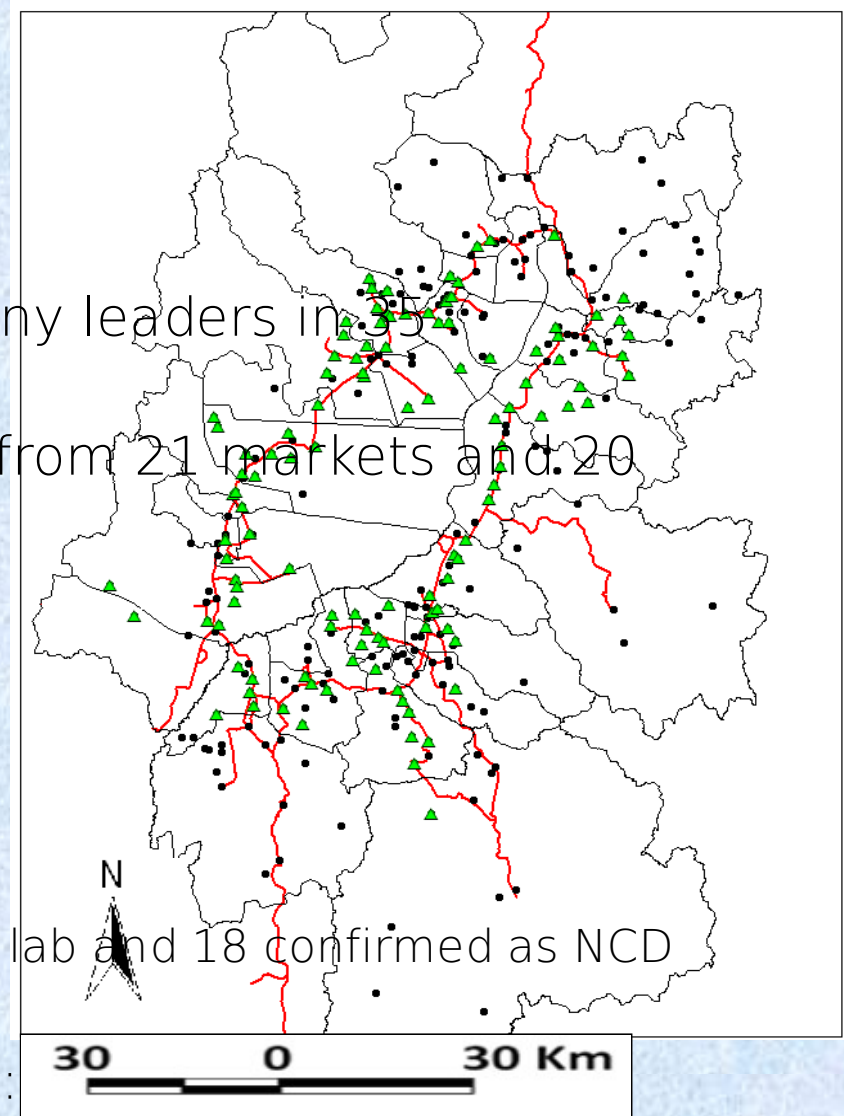 ny leaders in 35
from 21 markets and 20
N
lab and 18 confirmed as NCD
30 0 30 Km
: